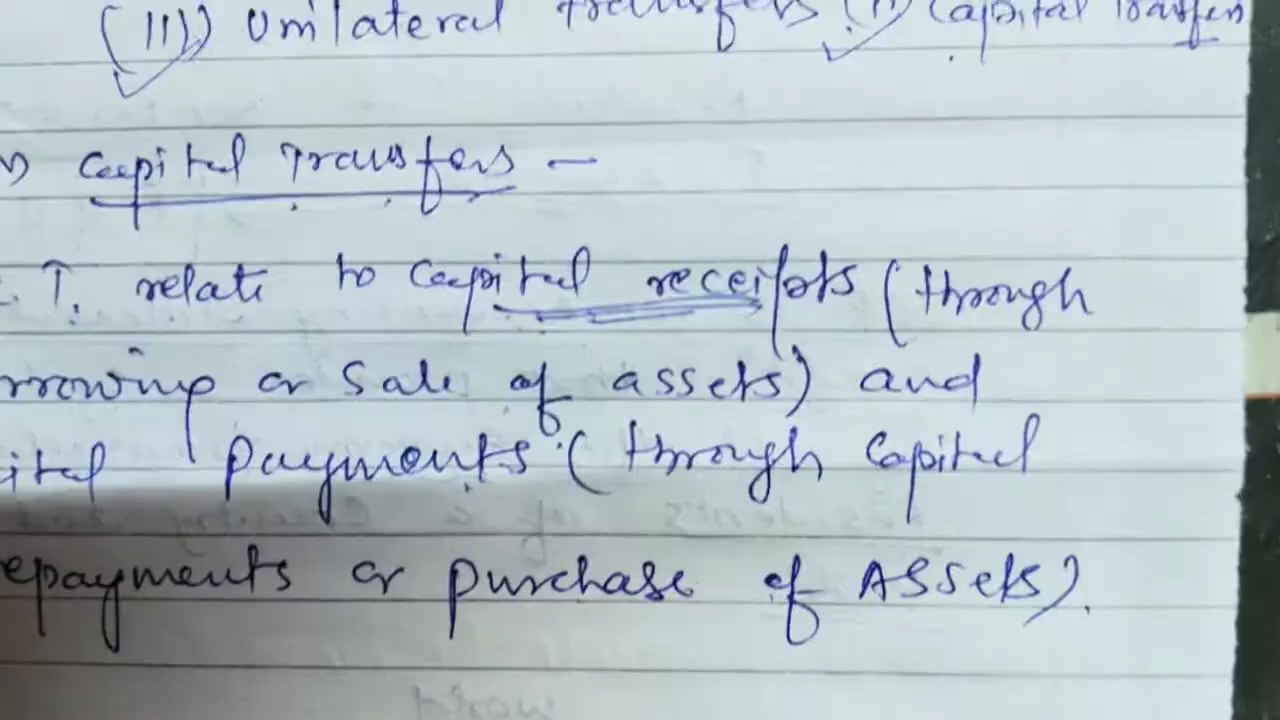 (III) Unilateral transfers (IV) Capital Transfers
V) Capital Transfers —
.T. relate to Capital receipts (through
rrowing or Sale of assets) and
ital payments (through Capital
epayments or purchase of Assets).